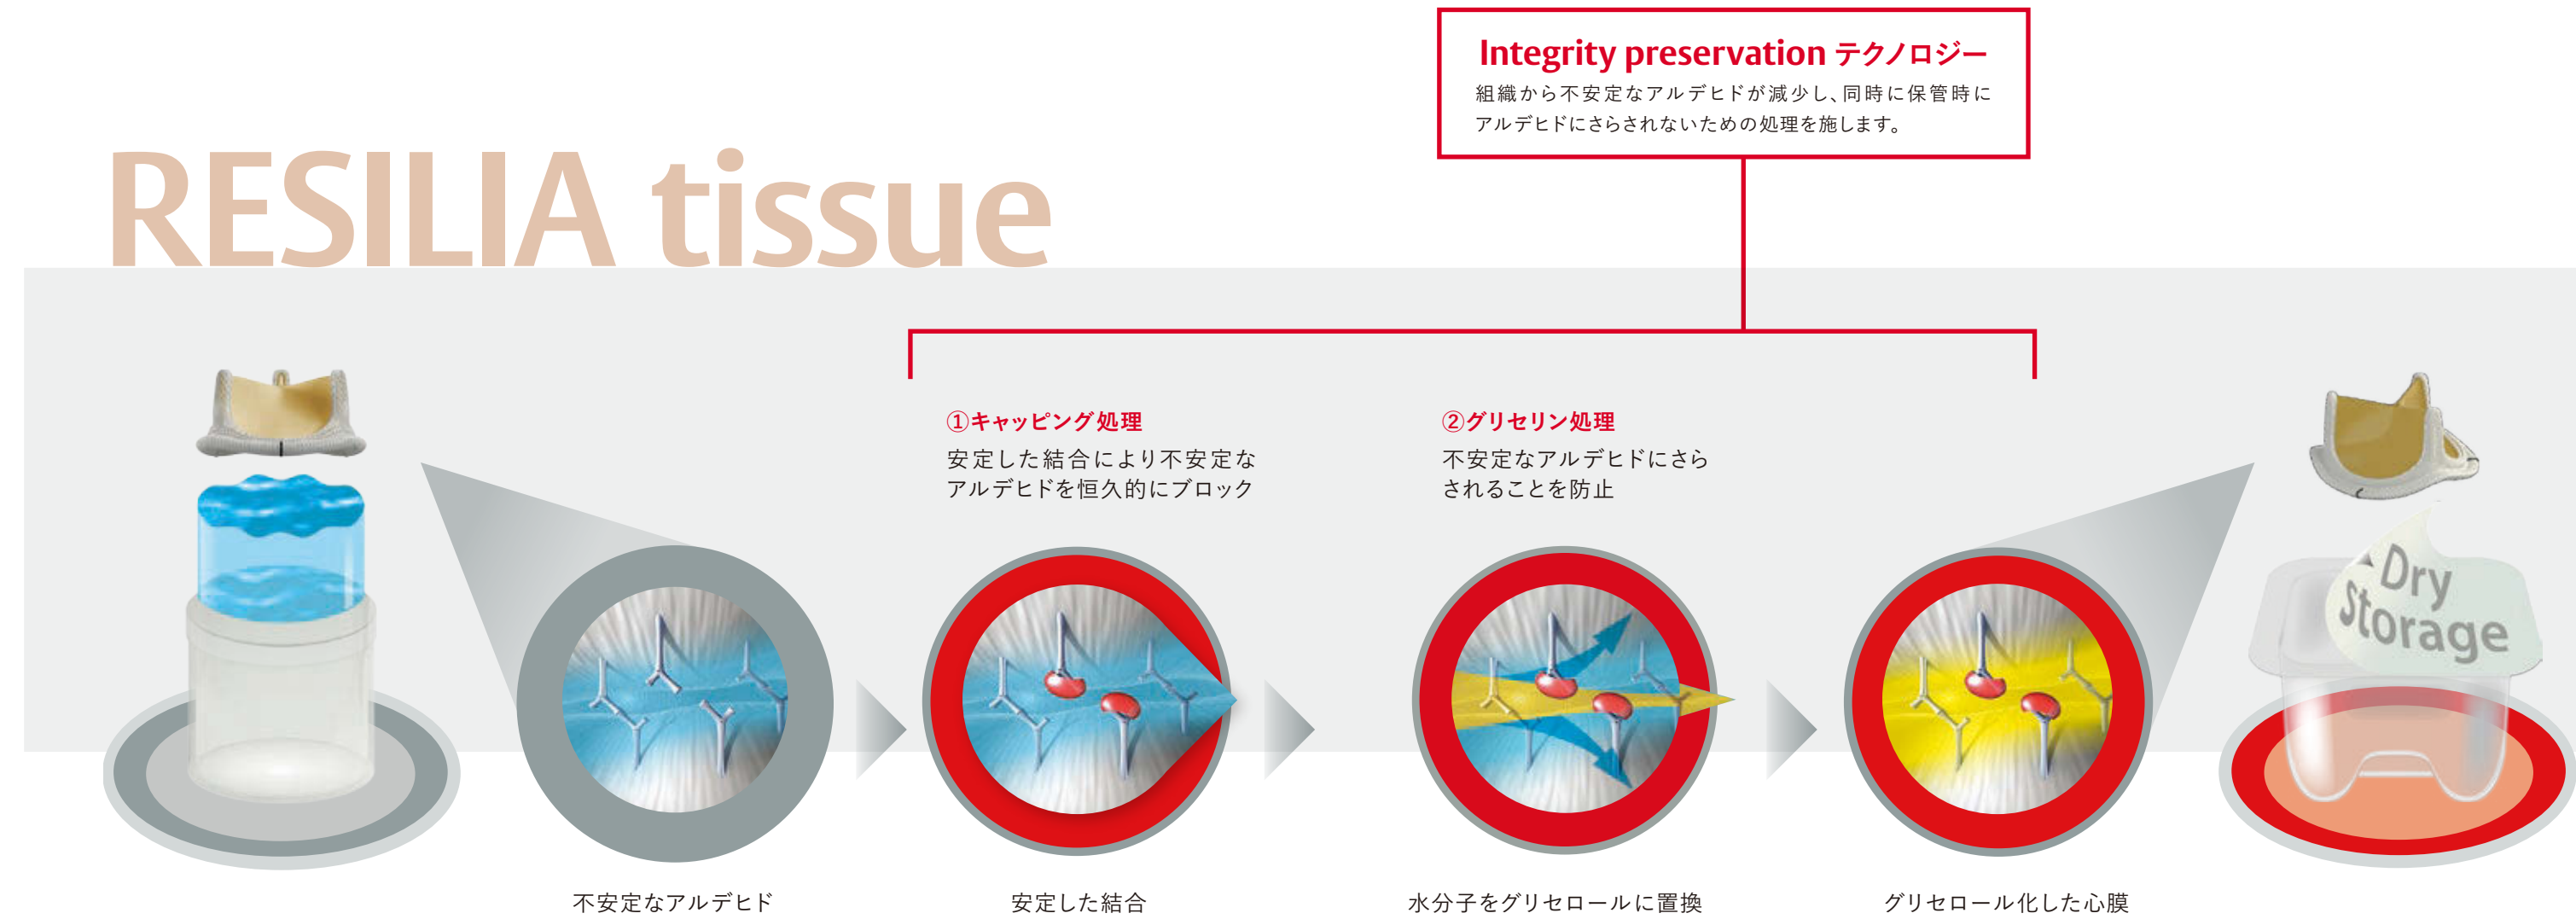 Integrity preservation テクノロジー
組織から不安定なアルデヒドが減少し、同時に保管時に
アルデヒドにさらされないための処理を施します。
RESILIA tissue
①キャッピング処理
安定した結合により不安定な
アルデヒドを恒久的にブロック
②グリセリン処理
不安定なアルデヒドにさら
されることを防止
Dry
Storage
不安定なアルデヒド
安定した結合
水分子をグリセロールに置換
グリセロール化した心膜